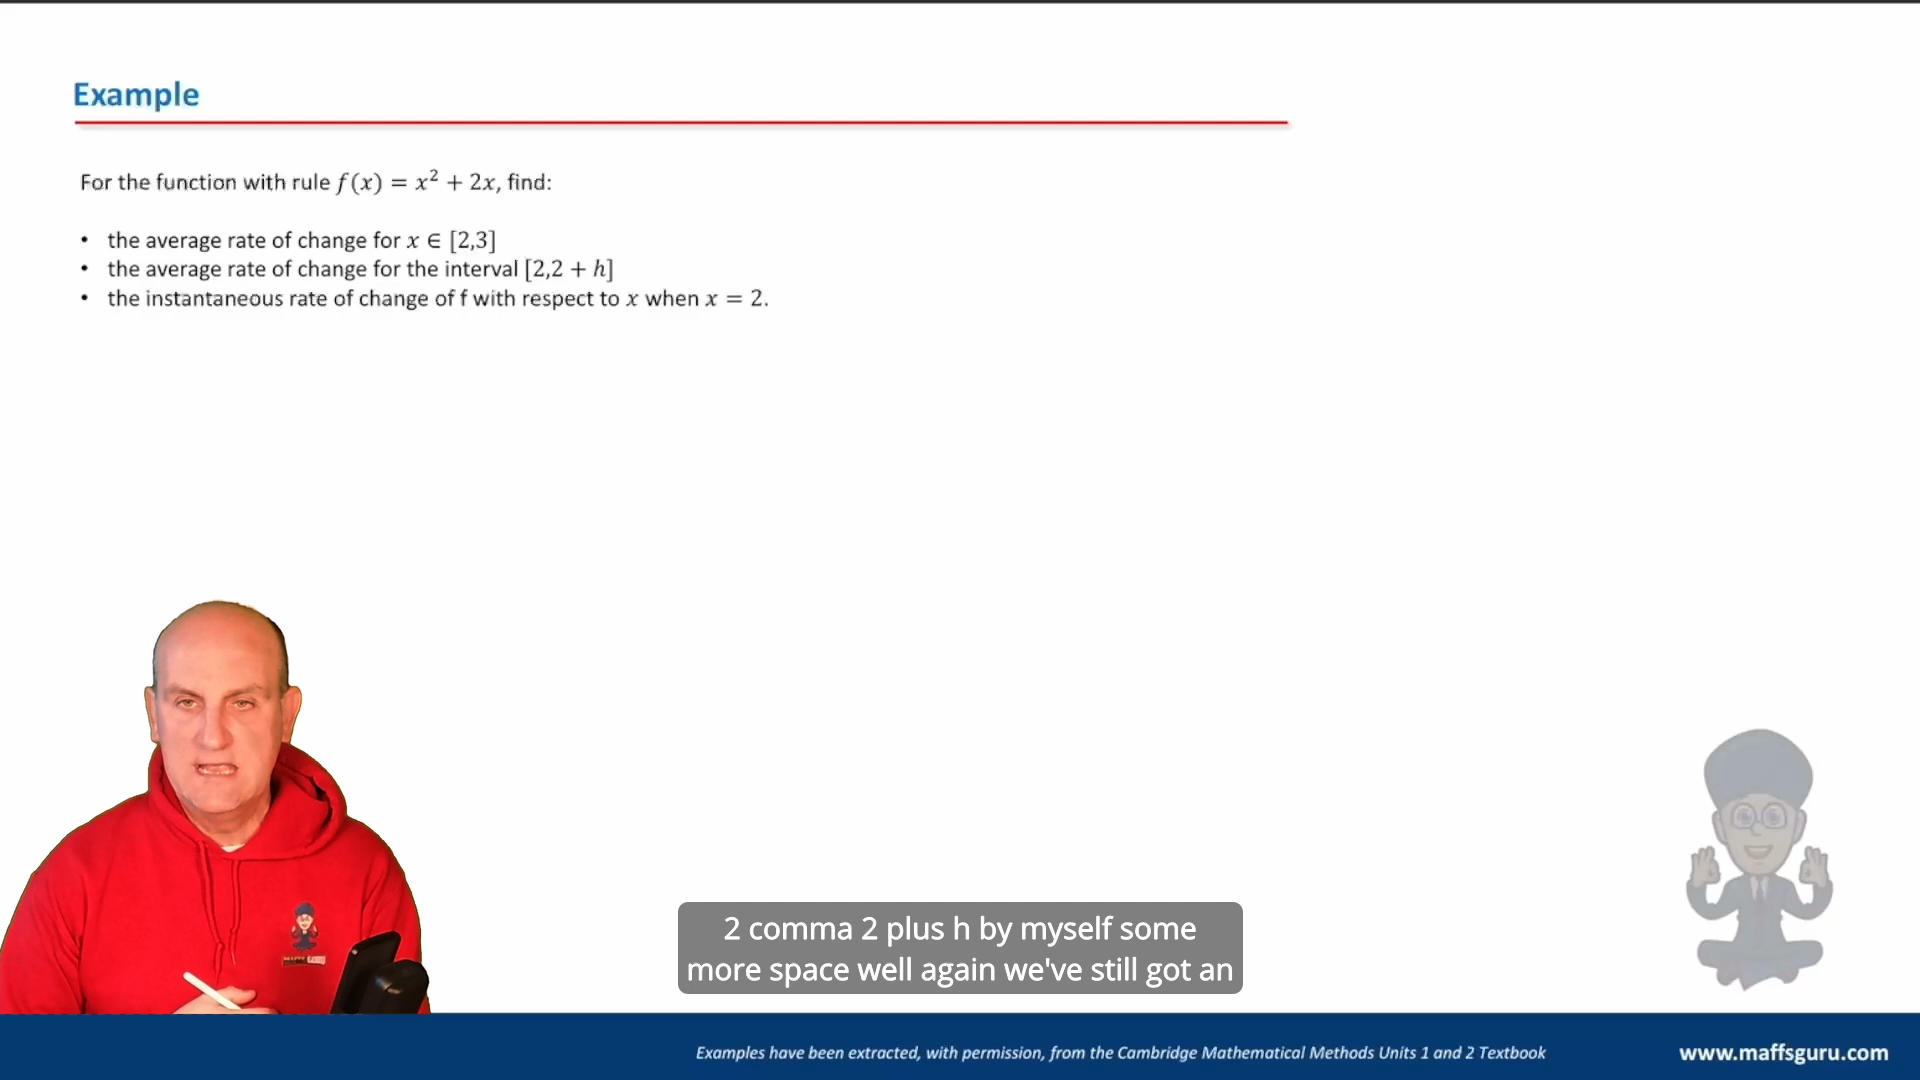 Example
For the function with rule f(x) = x² + 2x, find:
• the average rate of change for x ∈ [2,3]
• the average rate of change for the interval [2,2 + h]
• the instantaneous rate of change of f with respect to x when x = 2.
2 comma 2 plus h by myself some
more space well again we've still got an
Examples have been extracted, with permission, from the Cambridge Mathematical Methods Units 1 and 2 Textbook
www.maffsguru.com